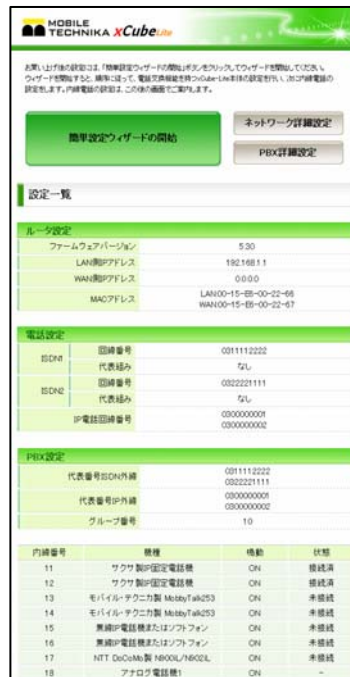 MOBILE
TECHNIKA xCubeLite
お買い上げ後の設定には、「簡単設定ウィザードの開始」ボタンをクリックしてウィザードを開始してください。
ウィザードを開始すると、順序に従って、電話交換機能を持つxCube-Lite本体の設定を行い、次に内線電話の
設定をします。内線電話の設定は、この後の画面でご案内します。
簡単設定ウィザードの開始
ネットワーク詳細設定
PBX詳細設定
設定一覧
ルータ設定
ファームウェアバージョン 5.30
LAN側IPアドレス 192.168.1.1
WAN側IPアドレス 0.0.0.0
MACアドレス LAN:00-15-E6-00-22-66
WAN:00-15-E6-00-22-67
電話設定
ISDN1 回線番号 0311112222
代表組み なし
ISDN2 回線番号 0322221111
代表組み なし
IP電話回線番号 0300000001
0300000002
PBX設定
代表番号ISDN外線 0311112222
0322221111
代表番号IP外線 0300000001
0300000002
グループ番号 10
内線番号 機種 鳴動 状態
11 サクサ製IP固定電話機 ON 接続済
12 サクサ製IP固定電話機 ON 接続済
13 モバイル・テクニカ製 MobbyTalk253 ON 未接続
14 モバイル・テクニカ製 MobbyTalk253 ON 未接続
15 無線IP電話機またはソフトフォン ON 未接続
16 無線IP電話機またはソフトフォン ON 未接続
17 NTT DoCoMo製 N900iL/N902iL ON 未接続
18 アナログ電話機1 ON -